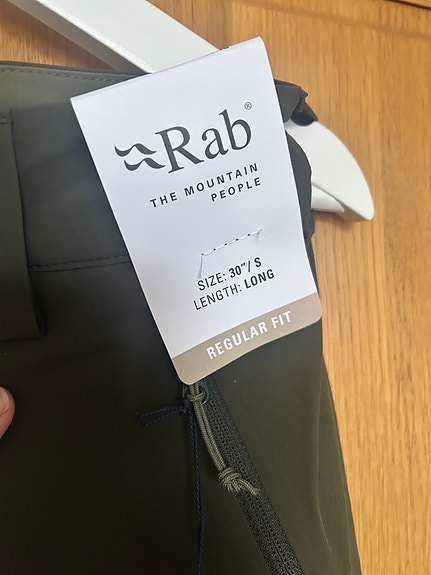 Rab®
THE MOUNTAIN
PEOPLE
SIZE: 30"/S
LENGTH: LONG
REGULAR FIT